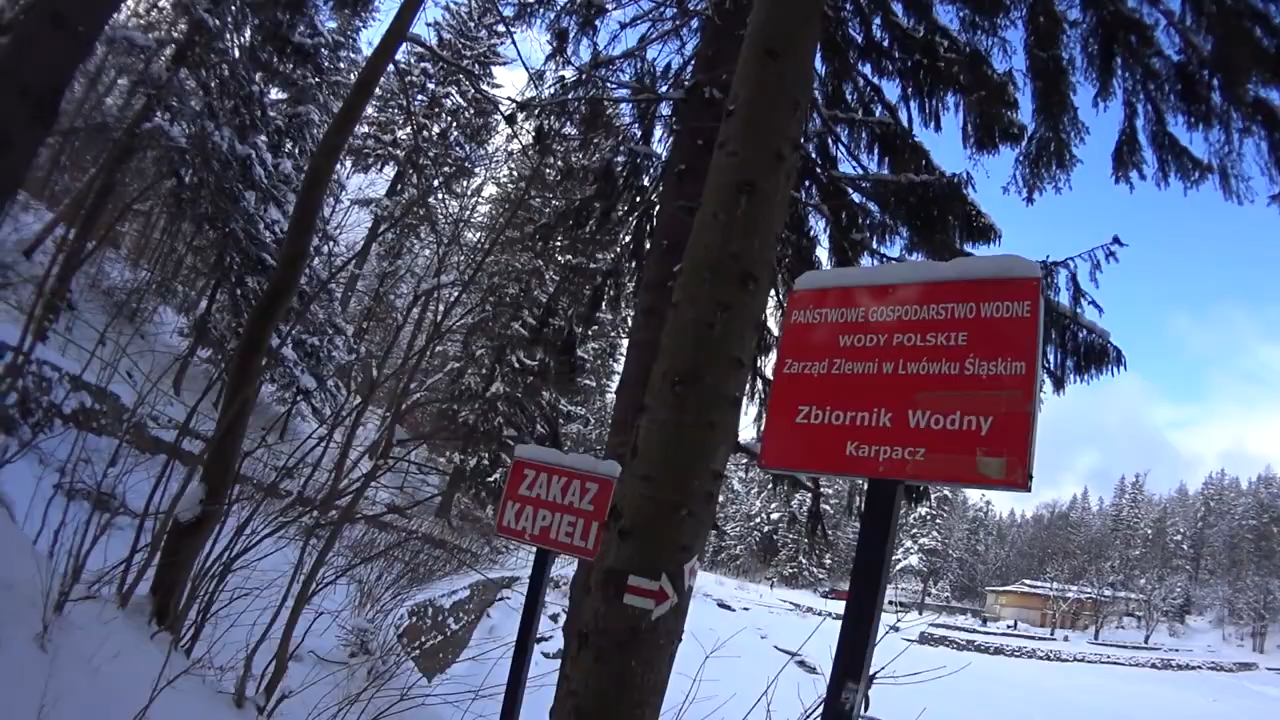 PAŃSTWOWE GOSPODARSTWO WODNE
WODY POLSKIE
Zarząd Zlewni w Lwówku Śląskim
Zbiornik Wodny
Karpacz
ZAKAZ
KĄPIELI